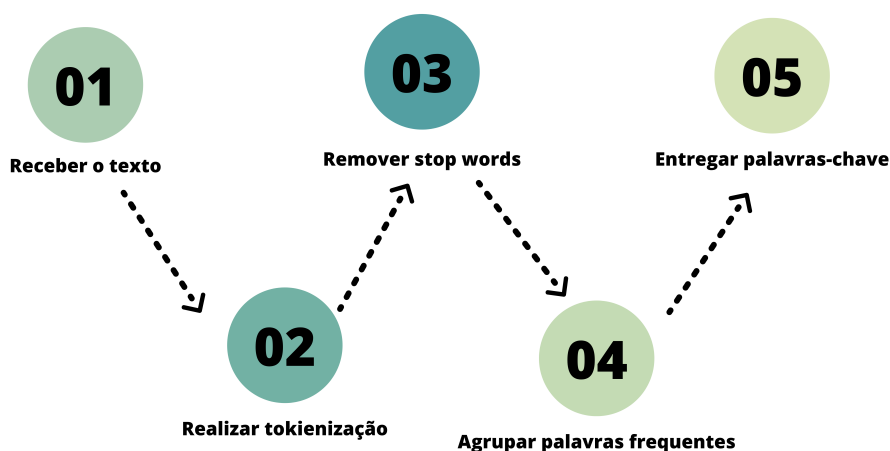 01
Receber o texto
02
Realizar tokienização
03
Remover stop words
04
Agrupar palavras frequentes
05
Entregar palavras-chave